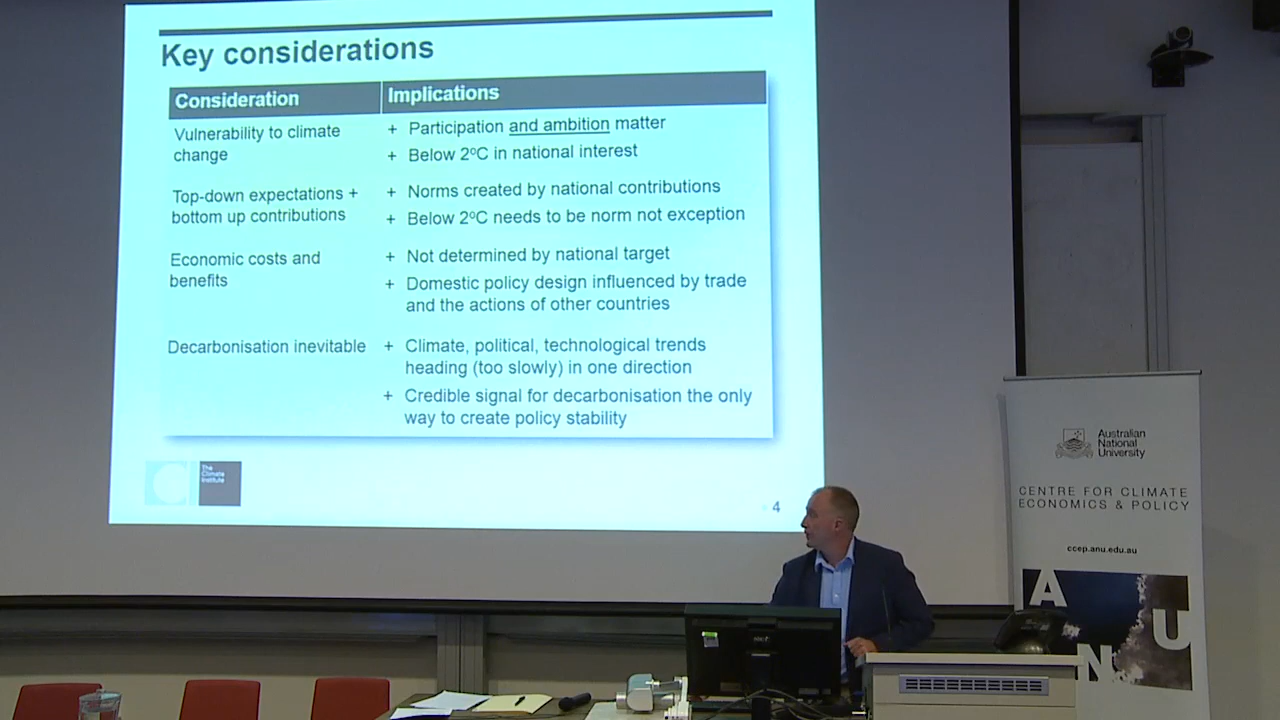 Key considerations
Consideration
Implications
Vulnerability to climate
change
+ Participation and ambition matter
+ Below 2ºC in national interest
Top-down expectations +
bottom up contributions
+ Norms created by national contributions
+ Below 2ºC needs to be norm not exception
Economic costs and
benefits
+ Not determined by national target
+ Domestic policy design influenced by trade
and the actions of other countries
Decarbonisation inevitable
+ Climate, political, technological trends
heading (too slowly) in one direction
+ Credible signal for decarbonisation the only
way to create policy stability
The
Climate
Institute
4
Australian
National
University
CENTRE FOR CLIMATE
ECONOMICS & POLICY
ccep.anu.edu.au
A
N
U